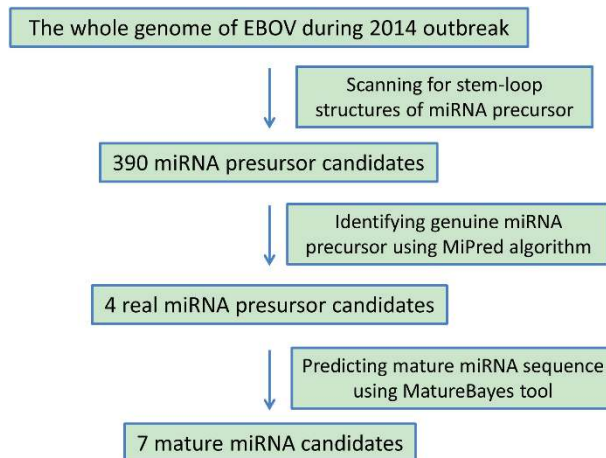 The whole genome of EBOV during 2014 outbreak
Scanning for stem-loop
structures of miRNA precursor
390 miRNA presursor candidates
Identifying genuine miRNA
precursor using MiPred algorithm
4 real miRNA presursor candidates
Predicting mature miRNA sequence
using MatureBayes tool
7 mature miRNA candidates